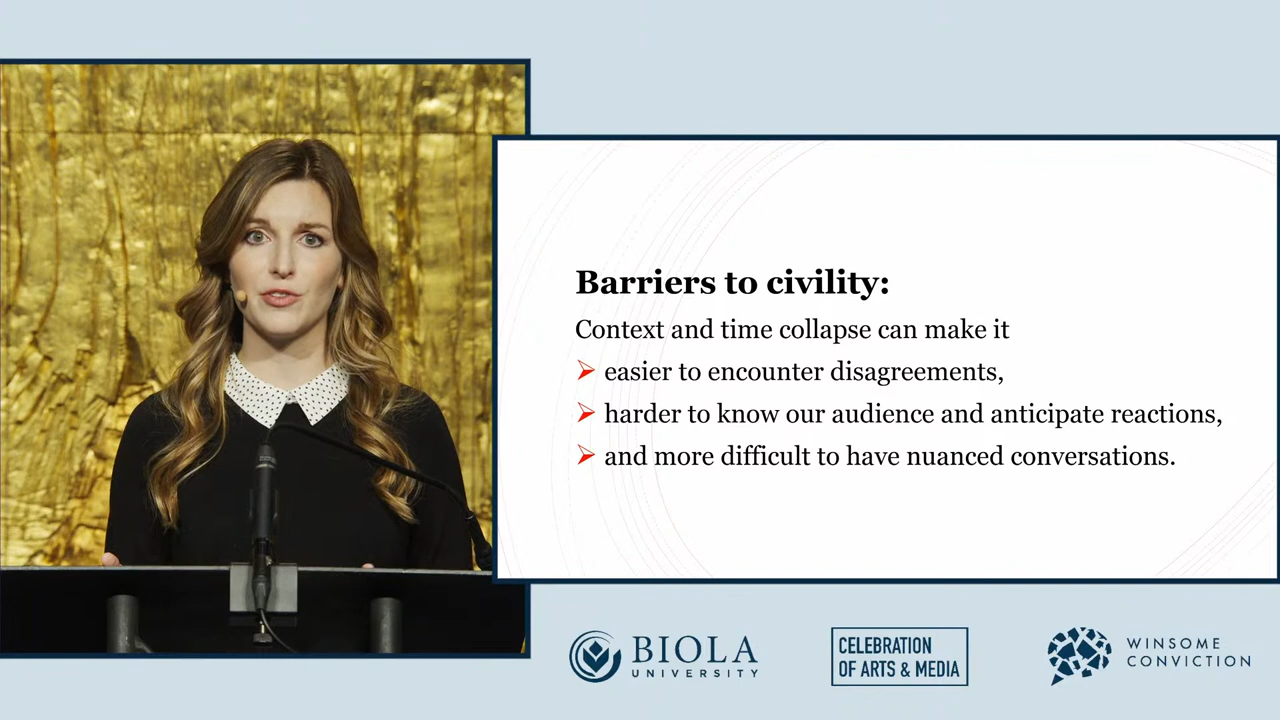 Barriers to civility:
Context and time collapse can make it
easier to encounter disagreements,
harder to know our audience and anticipate reactions,
and more difficult to have nuanced conversations.
BIOLA
UNIVERSITY
CELEBRATION
OF ARTS & MEDIA
WINSOME
CONVICTION